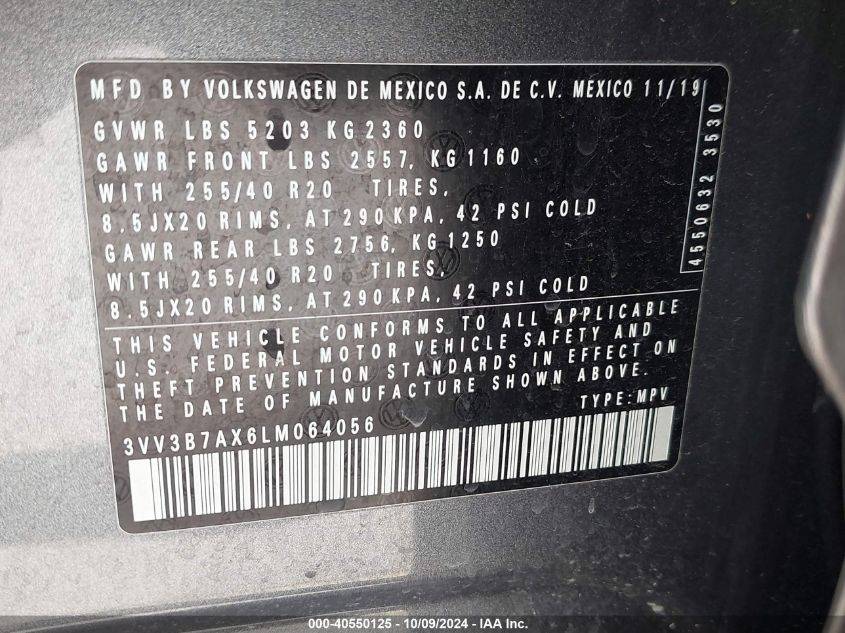 MFD BY VOLKSWAGEN DE MEXICO S.A. DE C.V. MEXICO 11/19
GVWR LBS 5203 KG 2360
GAWR FRONT LBS 2557, KG 1160
WITH 255/40 R20 TIRES,
8.5JX20 RIMS, AT 290 KPA, 42 PSI COLD
GAWR REAR LBS 2756, KG 1250
WITH 255/40 R20 TIRES,
8.5JX20 RIMS, AT 290 KPA, 42 PSI COLD
4550632 3530
THIS VEHICLE CONFORMS TO ALL APPLICABLE
U.S. FEDERAL MOTOR VEHICLE SAFETY AND
THEFT PREVENTION STANDARDS IN EFFECT ON
THE DATE OF MANUFACTURE SHOWN ABOVE.
TYPE: MPV
3VV3B7AX6LM064056
000-40550125 - 10/09/2024 - IAA Inc.